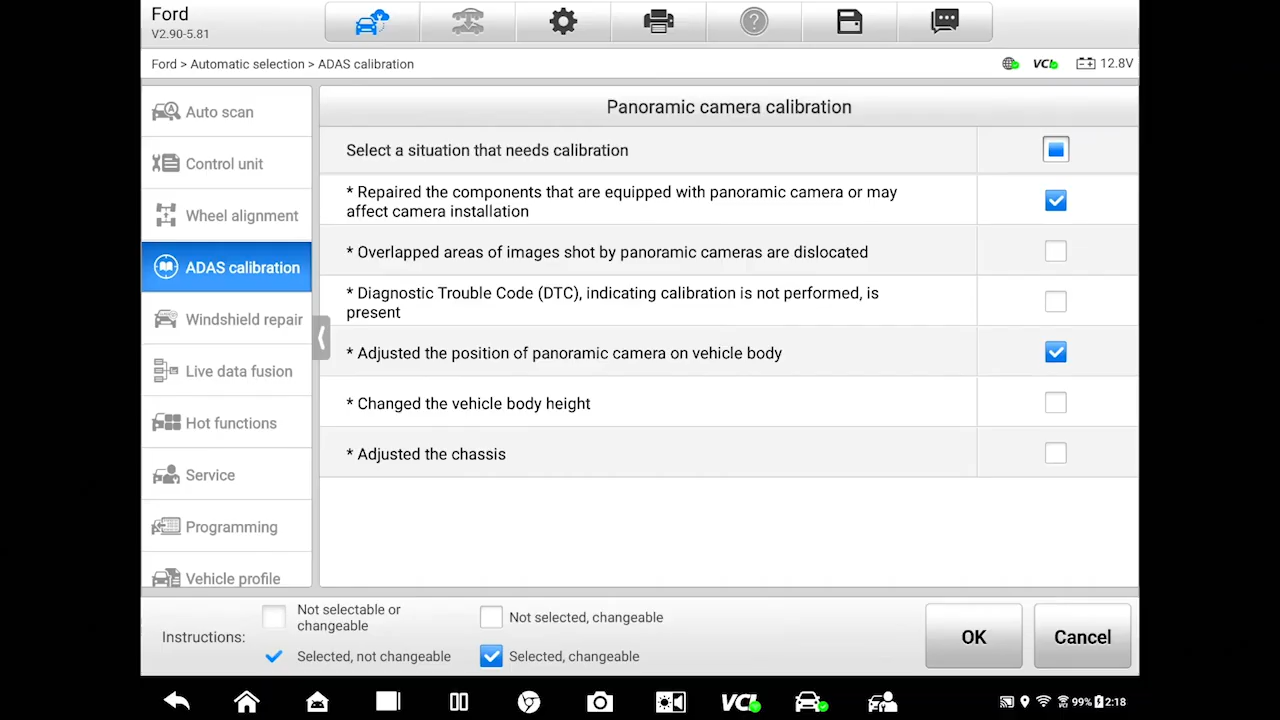 Ford
V2.90-5.81
Ford > Automatic selection > ADAS calibration
VCI
12.8V
Auto scan
Control unit
Wheel alignment
ADAS calibration
Windshield repair
Live data fusion
Hot functions
Service
Programming
Vehicle profile
Panoramic camera calibration
Select a situation that needs calibration
* Repaired the components that are equipped with panoramic camera or may
affect camera installation
* Overlapped areas of images shot by panoramic cameras are dislocated
* Diagnostic Trouble Code (DTC), indicating calibration is not performed, is
present
* Adjusted the position of panoramic camera on vehicle body
* Changed the vehicle body height
* Adjusted the chassis
Instructions:
Not selectable or
changeable
Not selected, changeable
Selected, not changeable
Selected, changeable
OK
Cancel
VCI
99%
2:18